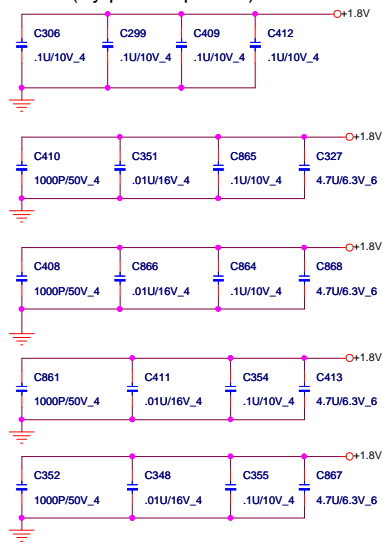 +1.8V
C306 C299 C409 C412
.1U/10V_4 .1U/10V_4 .1U/10V_4 .1U/10V_4
+1.8V
C410 C351 C865 C327
1000P/50V_4 .01U/16V_4 .1U/10V_4 4.7U/6.3V_6
+1.8V
C408 C866 C864 C868
1000P/50V_4 .01U/16V_4 .1U/10V_4 4.7U/6.3V_6
+1.8V
C861 C411 C354 C413
1000P/50V_4 .01U/16V_4 .1U/10V_4 4.7U/6.3V_6
+1.8V
C352 C348 C355 C867
1000P/50V_4 .01U/16V_4 .1U/10V_4 4.7U/6.3V_6